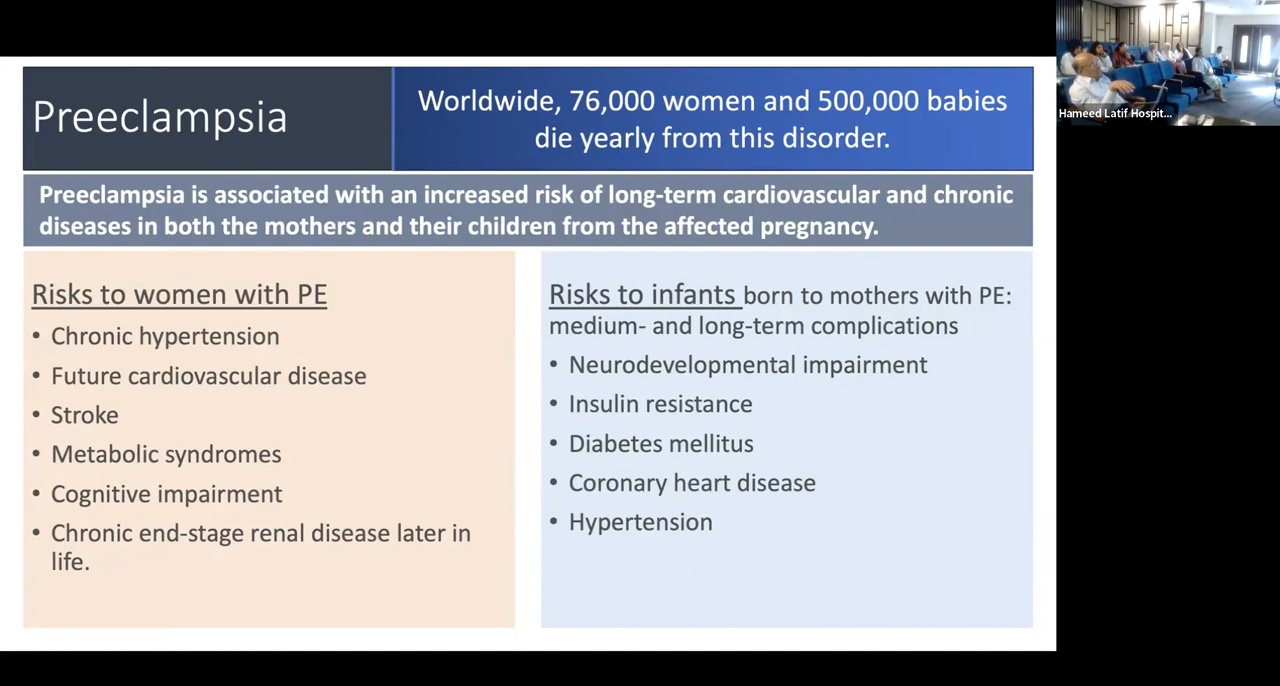 Preeclampsia
Worldwide, 76,000 women and 500,000 babies
die yearly from this disorder.
Preeclampsia is associated with an increased risk of long-term cardiovascular and chronic
diseases in both the mothers and their children from the affected pregnancy.
Risks to women with PE
• Chronic hypertension
• Future cardiovascular disease
• Stroke
• Metabolic syndromes
• Cognitive impairment
• Chronic end-stage renal disease later in
life.
Risks to infants born to mothers with PE:
medium- and long-term complications
• Neurodevelopmental impairment
• Insulin resistance
• Diabetes mellitus
• Coronary heart disease
• Hypertension
Hameed Latif Hospit...